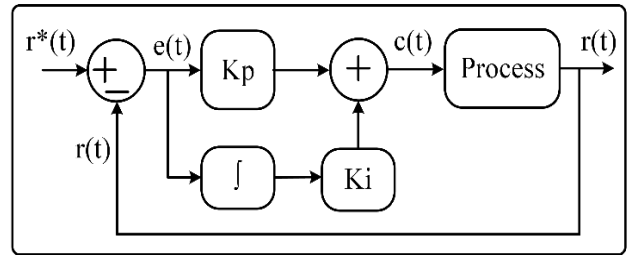 r*(t)
+
−
e(t)
Kp
+
c(t)
Process
r(t)
r(t)
∫
Ki